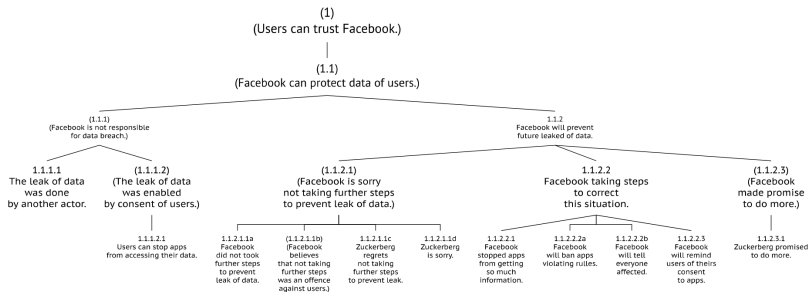 (1)
(Users can trust Facebook.)
(1.1)
(Facebook can protect data of users.)
(1.1.1)
(Facebook is not responsible
for data breach.)
1.1.2
Facebook will prevent
future leaked of data.
1.1.1.1
The leak of data
was done
by another actor.
(1.1.1.2)
(The leak of data
was enabled
by consent of users.)
(1.1.2.1)
(Facebook is sorry
not taking further steps
to prevent leak of data.)
1.1.2.2
Facebook taking steps
to correct
this situation.
(1.1.2.3)
(Facebook
made promise
to do more.)
1.1.1.2.1
Users can stop apps
from accessing their data.
1.1.2.1.1a
Facebook
did not took
further steps
to prevent
leak of data.
(1.1.2.1.1b)
(Facebook
believes
that not taking
further steps
was an offence
against users.)
1.1.2.1.1c
Zuckerberg
regrets
not taking
further steps
to prevent leak.
1.1.2.1.1d
Zuckerberg
is sorry.
1.1.2.2.1
Facebook
stopped apps
from getting
so much
information.
1.1.2.2.2a
Facebook
will ban apps
violating rules.
1.1.2.2.2b
Facebook
will tell
everyone
affected.
1.1.2.2.3
Facebook
will remind
users of theirs
consent
to apps.
1.1.2.3.1
Zuckerberg promised
to do more.